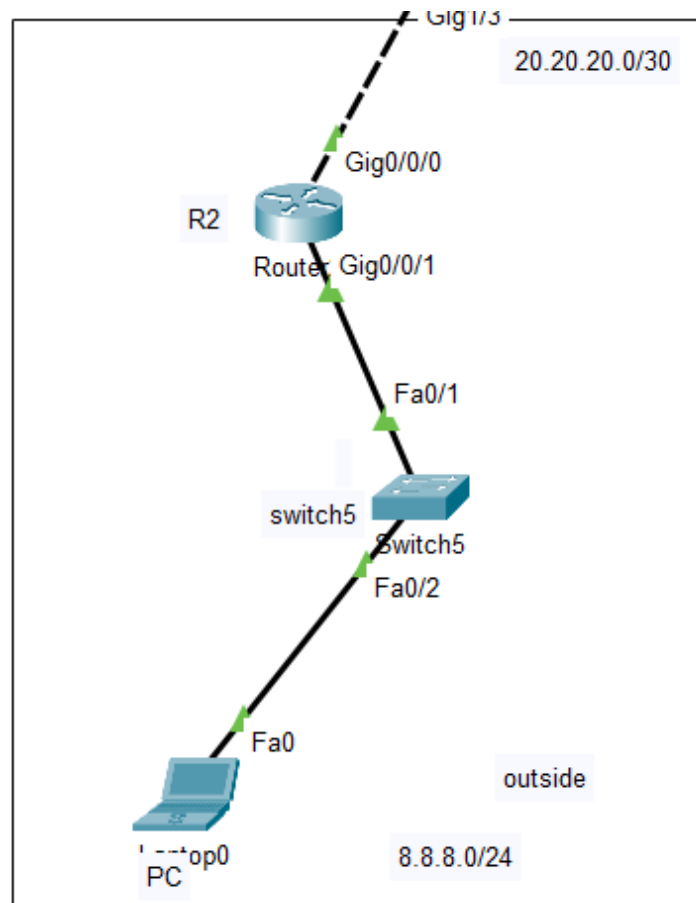 Gig1/3
20.20.20.0/30
Gig0/0/0
R2
Router
Gig0/0/1
Fa0/1
switch5
Switch5
Fa0/2
Fa0
outside
Laptop0
PC
8.8.8.0/24